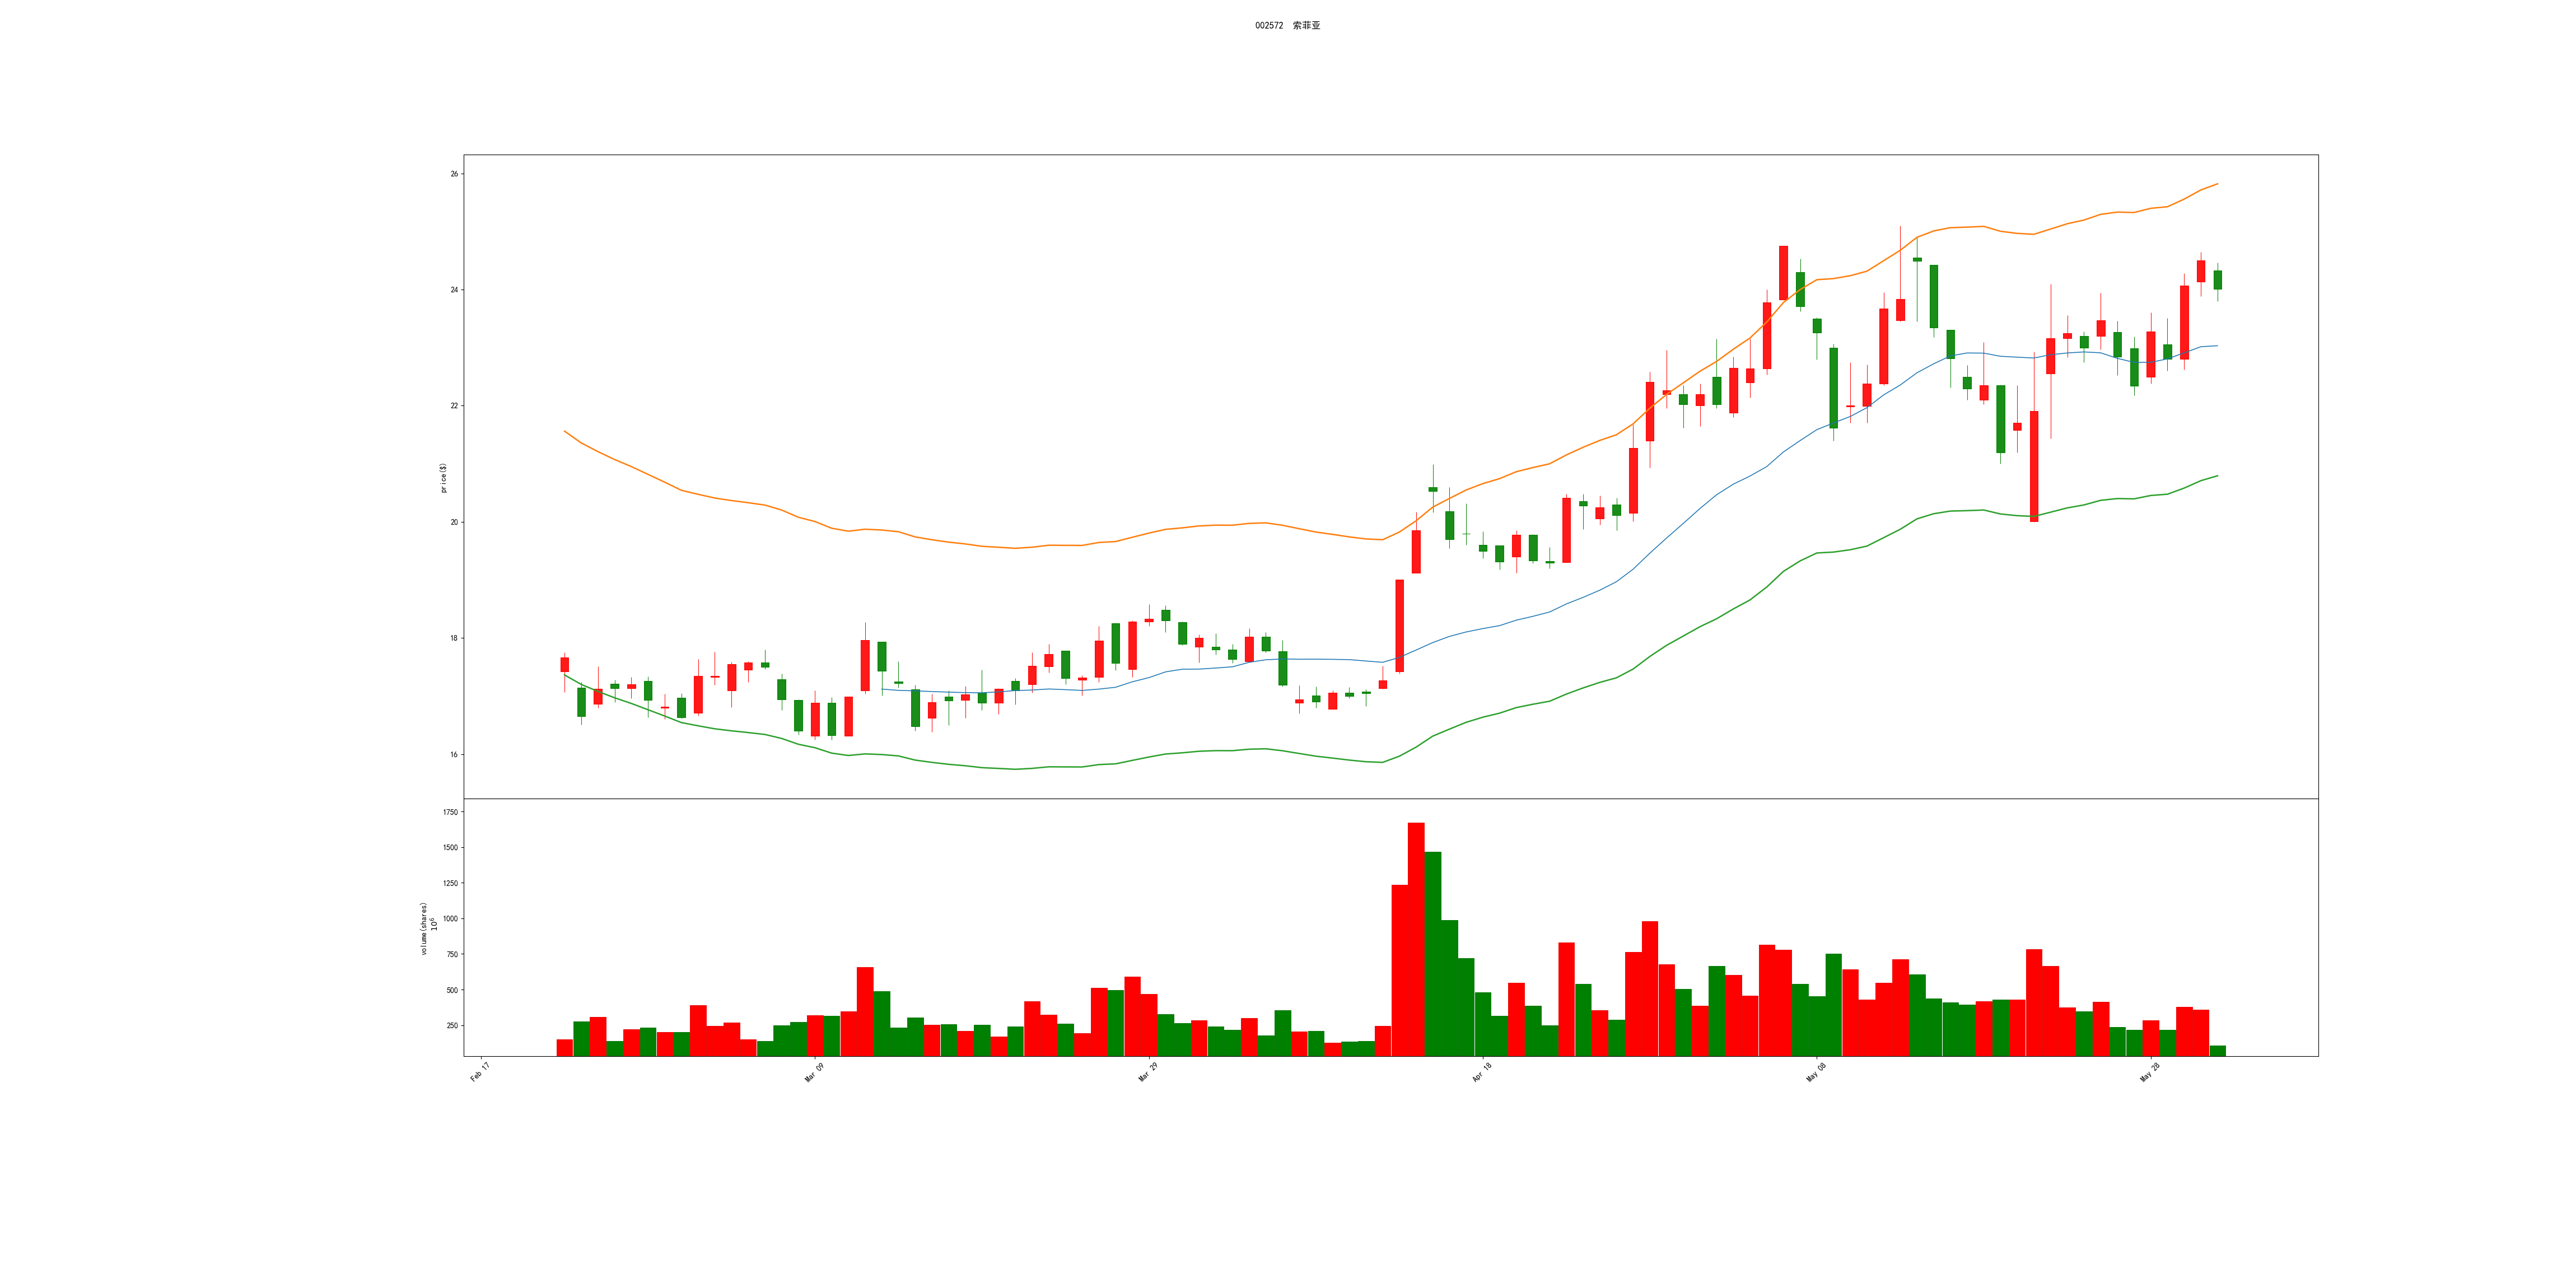 002572 索菲亚
26
24
22
20
18
16
price($)
1750
1500
1250
1000
750
500
250
volume(shares)
10⁶
Feb 17
Mar 09
Mar 29
Apr 18
May 08
May 28